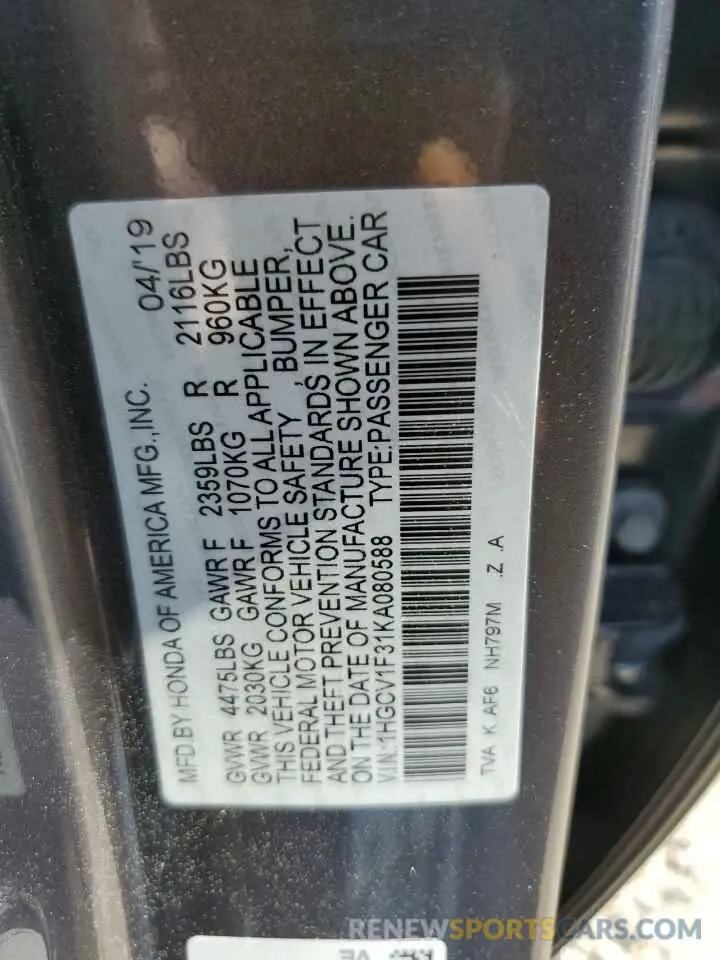 MFD.BY HONDA OF AMERICA MFG.,INC. 04/'19
GVWR 4475LBS GAWR F 2359LBS R 2116LBS
GVWR 2030KG GAWR F 1070KG R 960KG
THIS VEHICLE CONFORMS TO ALL APPLICABLE
FEDERAL MOTOR VEHICLE SAFETY , BUMPER,
AND THEFT PREVENTION STANDARDS IN EFFECT
ON THE DATE OF MANUFACTURE SHOWN ABOVE.
V.I.N.:1HGCV1F31KA080588 TYPE:PASSENGER CAR
TVA K AF6 NH797M .Z .A
RENEWSPORTSCARS.COM